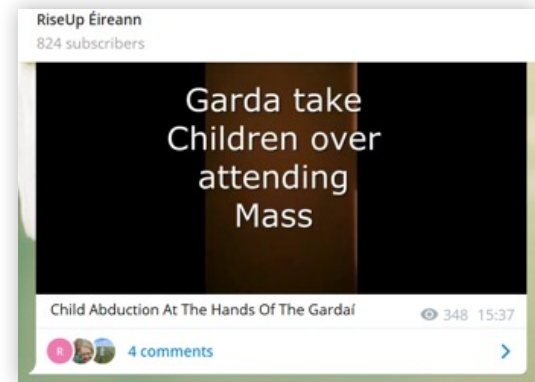 RiseUp Éireann
824 subscribers
Garda take
Children over
attending
Mass
Child Abduction At The Hands Of The Gardaí
348 15:37
R
4 comments